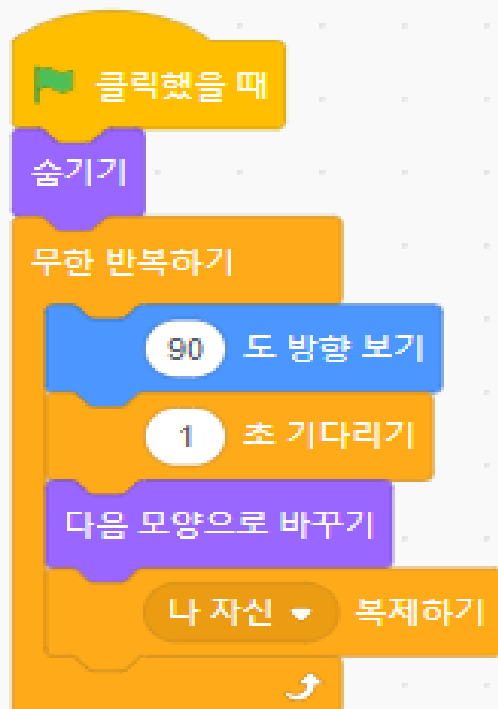 클릭했을 때
숨기기
무한 반복하기
90 도 방향 보기
1 초 기다리기
다음 모양으로 바꾸기
나 자신 복제하기